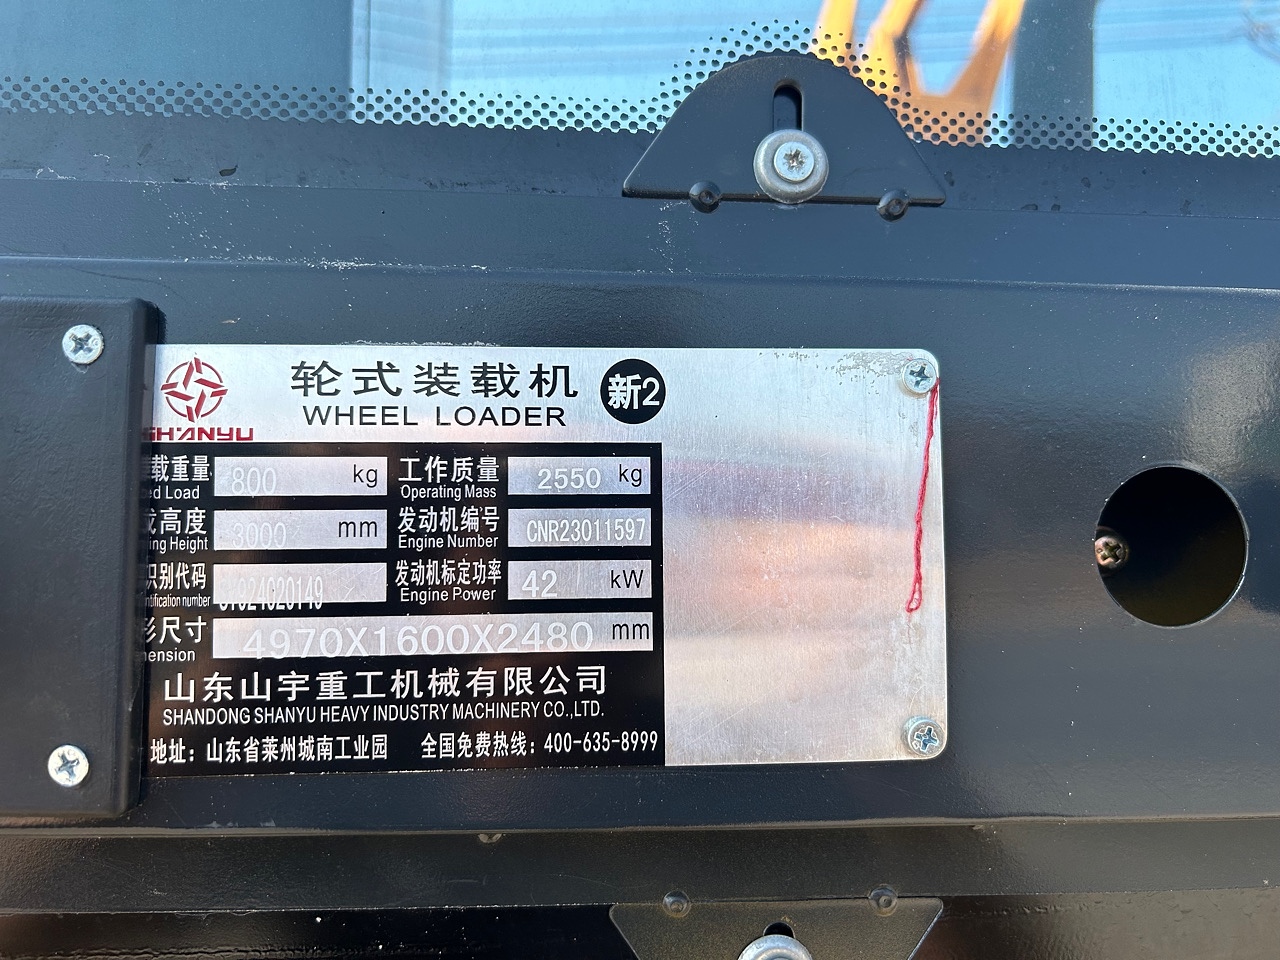 SHANYU
轮式装载机
WHEEL LOADER
新2
载重量 800 kg 工作质量 2550 kg
ed Load Operating Mass
高度 3000 mm 发动机编号 CNR23011597
ing Height Engine Number
识别代码 发动机标定功率 42 kW
ntification number Engine Power
形尺寸 4970X1600X2480 mm
ension
山东山宇重工机械有限公司
SHANDONG SHANYU HEAVY INDUSTRY MACHINERY CO.,LTD.
地址：山东省莱州城南工业园 全国免费热线：400-635-8999